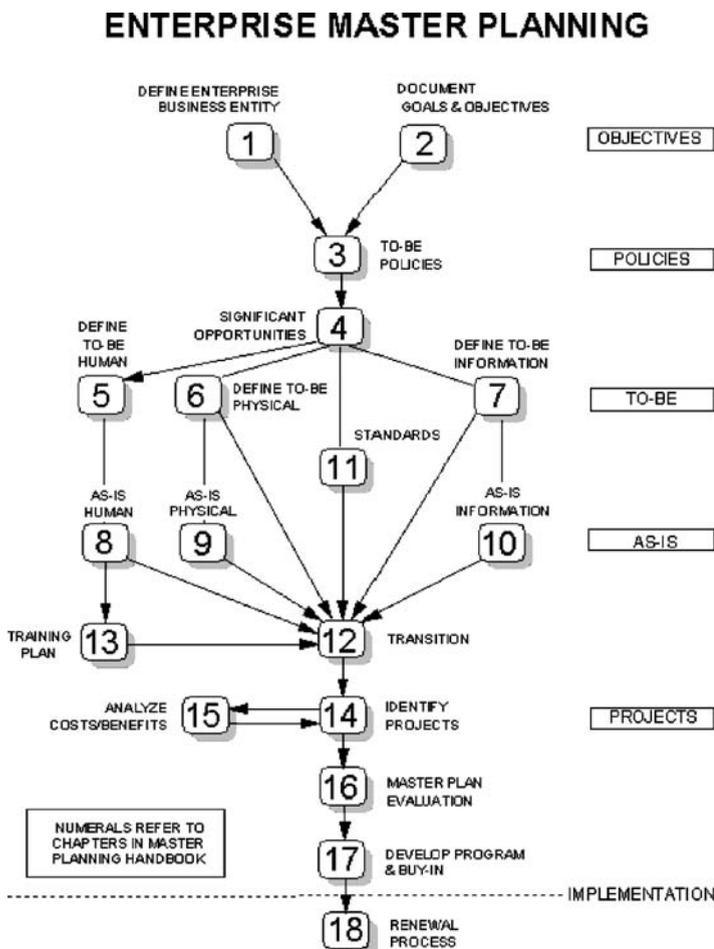 ENTERPRISE MASTER PLANNING
DEFINE ENTERPRISE
BUSINESS ENTITY
DOCUMENT
GOALS & OBJECTIVES
1
2
OBJECTIVES
3
TO-BE
POLICIES
POLICIES
SIGNIFICANT
OPPORTUNITIES
4
DEFINE
TO-BE
HUMAN
DEFINE TO-BE
INFORMATION
5
6
DEFINE TO-BE
PHYSICAL
7
TO-BE
STANDARDS
11
AS-IS
HUMAN
AS-IS
PHYSICAL
AS-IS
INFORMATION
8
9
10
AS-IS
TRAINING
PLAN
13
12
TRANSITION
ANALYZE
COSTS/BENEFITS
15
14
IDENTIFY
PROJECTS
PROJECTS
16
MASTER PLAN
EVALUATION
NUMERALS REFER TO
CHAPTERS IN MASTER
PLANNING HANDBOOK
17
DEVELOP PROGRAM
& BUY-IN
IMPLEMENTATION
18
RENEWAL
PROCESS